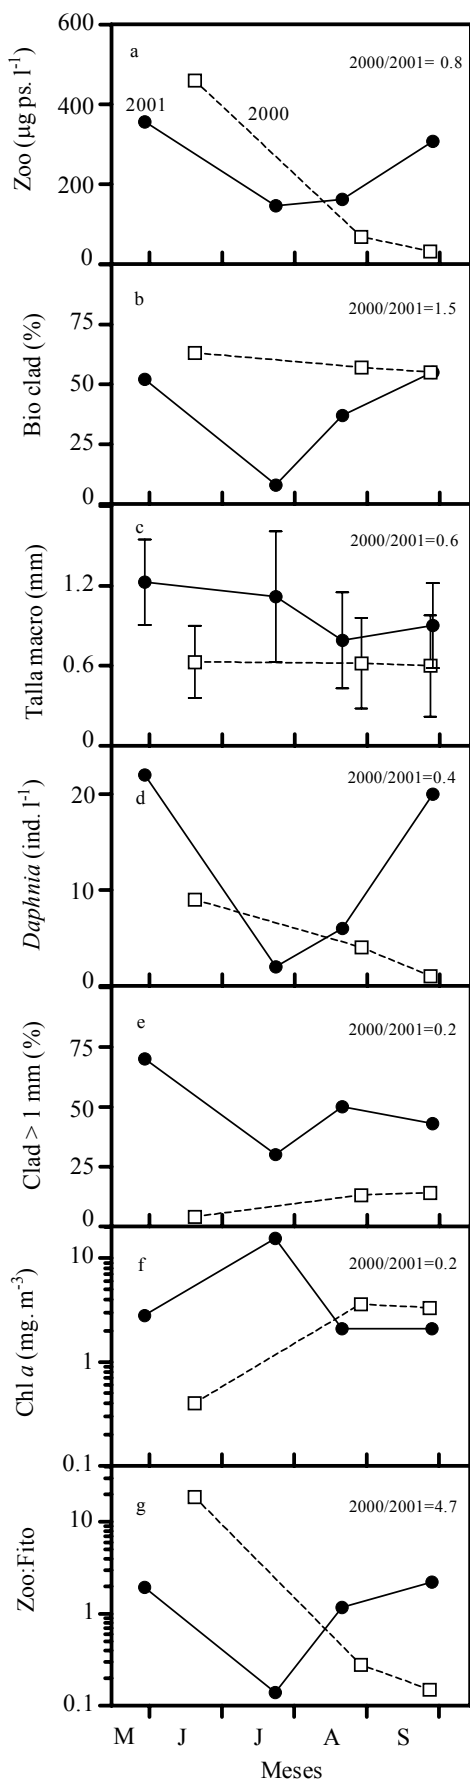 600
a
2000/2001= 0.8
2001
2000
400
200
0
Zoo (µg ps. l-1)
b
2000/2001=1.5
75
50
25
0
Bio clad (%)
c
2000/2001=0.6
1.2
0.6
0
Talla macro (mm)
2000/2001=0.4
20
d
10
0
Daphnia (ind. l-1)
e
2000/2001=0.2
75
50
25
0
Clad > 1 mm (%)
10
f
2000/2001=0.2
1
0.1
Chl a (mg. m-3)
g
2000/2001=4.7
10
1
0.1
Zoo:Fito
M J J A S
Meses